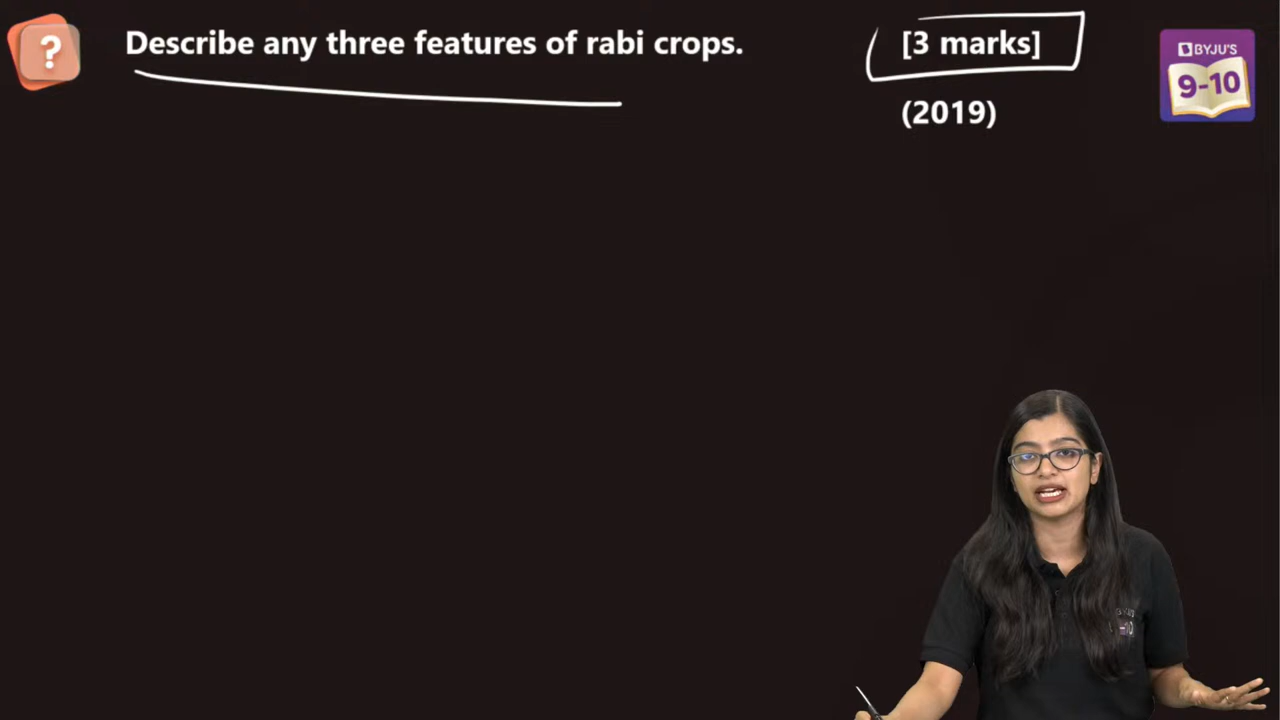 ?
Describe any three features of rabi crops.
[3 marks]
(2019)
BYJU'S
9-10